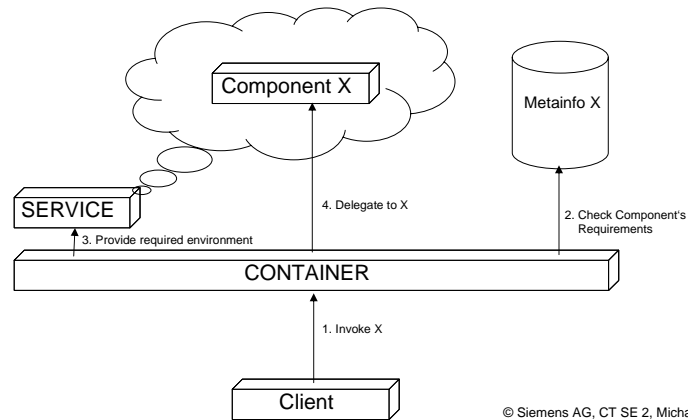 Component X
Metainfo X
SERVICE
4. Delegate to X
2. Check Component's
Requirements
3. Provide required environment
CONTAINER
1. Invoke X
Client
© Siemens AG, CT SE 2, Micha